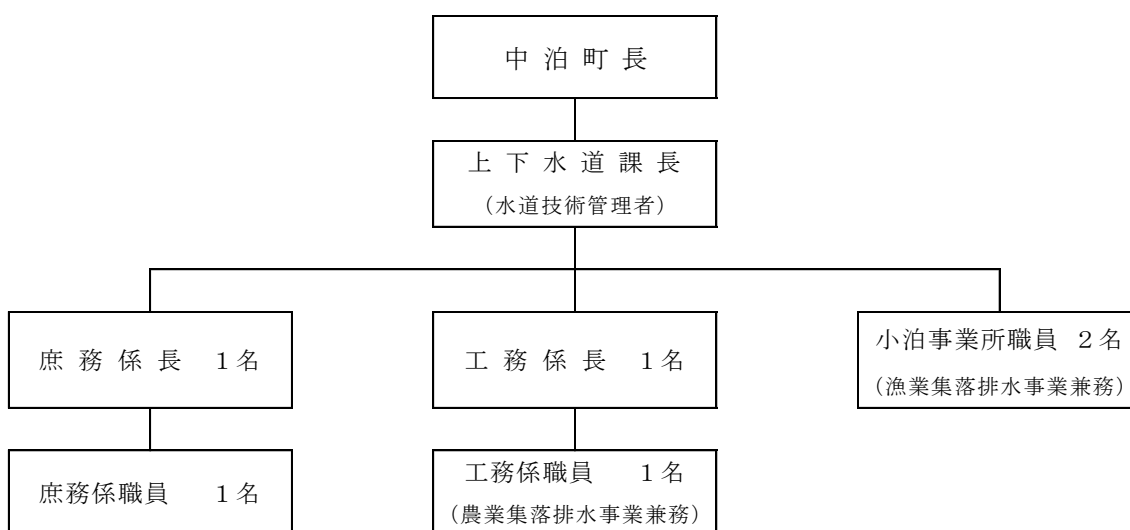 中 泊 町 長
上 下 水 道 課 長
（水道技術管理者）
庶 務 係 長　１名
工 務 係 長　１名
小泊事業所職員　２名
（漁業集落排水事業兼務）
庶務係職員　１名
工務係職員　１名
（農業集落排水事業兼務）